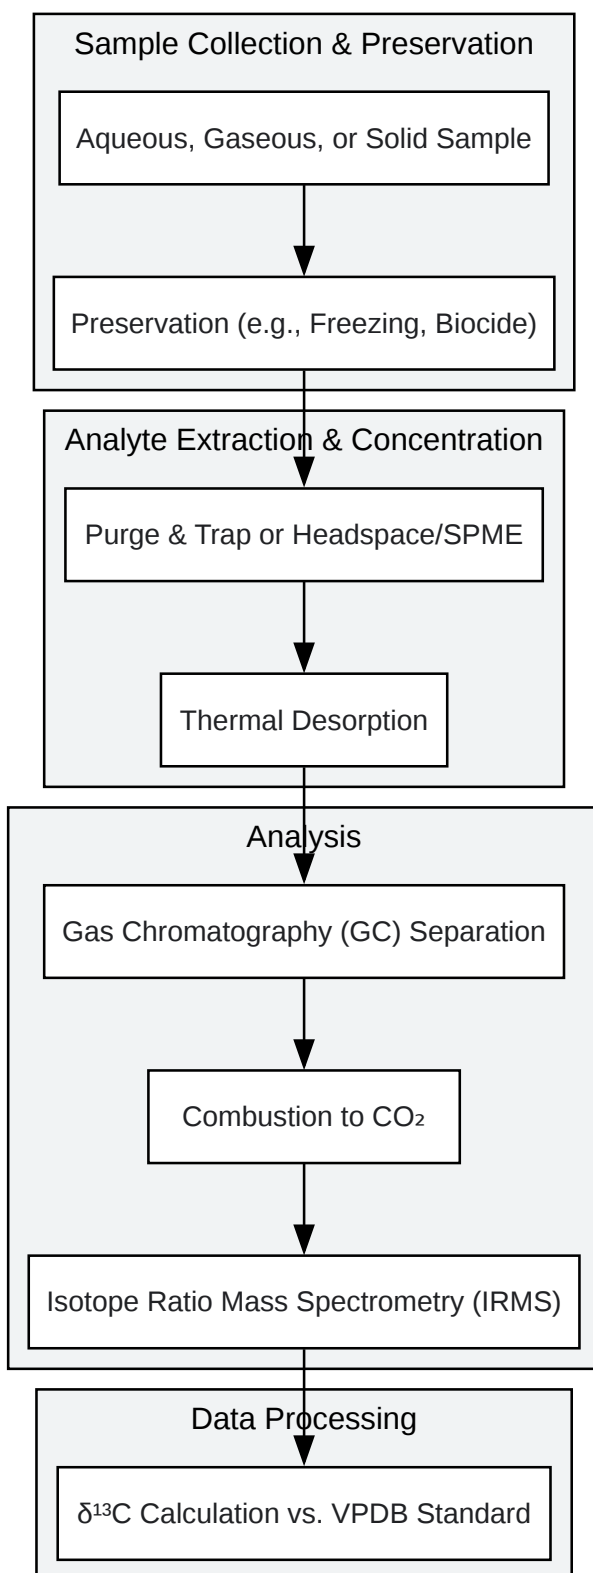 Sample Collection & Preservation
Aqueous, Gaseous, or Solid Sample
Preservation (e.g., Freezing, Biocide)
Analyte Extraction & Concentration
Purge & Trap or Headspace/SPME
Thermal Desorption
Analysis
Gas Chromatography (GC) Separation
Combustion to CO₂
Isotope Ratio Mass Spectrometry (IRMS)
Data Processing
δ¹³C Calculation vs. VPDB Standard